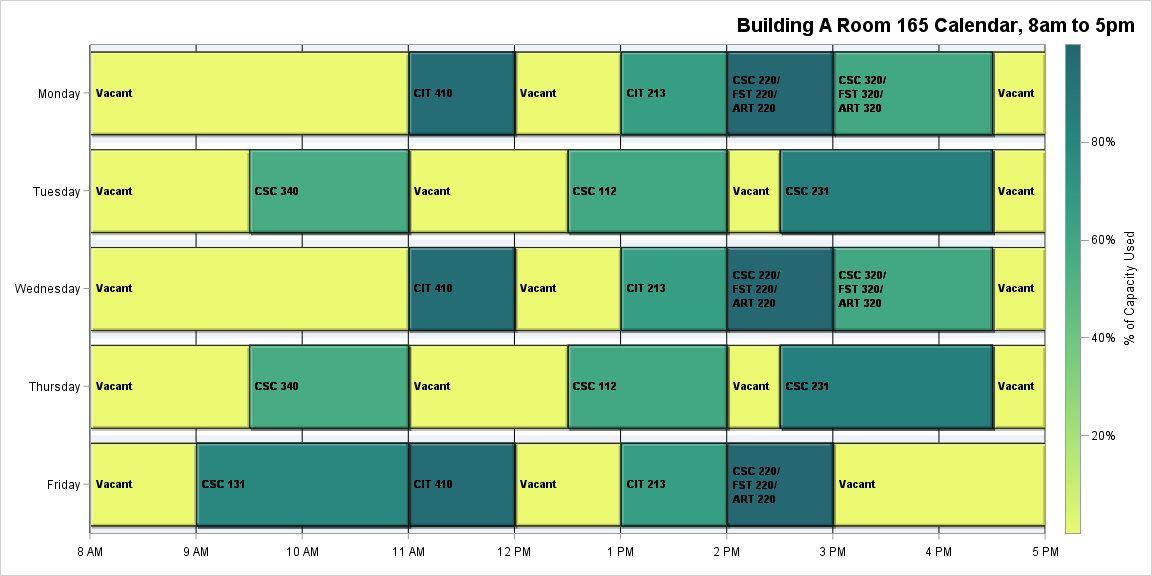 Building A Room 165 Calendar, 8am to 5pm
Monday
Vacant
CIT 410
Vacant
CIT 213
CSC 220/
FST 220/
ART 220
CSC 320/
FST 320/
ART 320
Vacant
Tuesday
Vacant
CSC 340
Vacant
CSC 112
Vacant
CSC 231
Vacant
Wednesday
Vacant
CIT 410
Vacant
CIT 213
CSC 220/
FST 220/
ART 220
CSC 320/
FST 320/
ART 320
Vacant
Thursday
Vacant
CSC 340
Vacant
CSC 112
Vacant
CSC 231
Vacant
Friday
Vacant
CSC 131
CIT 410
Vacant
CIT 213
CSC 220/
FST 220/
ART 220
Vacant
8 AM
9 AM
10 AM
11 AM
12 PM
1 PM
2 PM
3 PM
4 PM
5 PM
80%
60%
40%
20%
% of Capacity Used